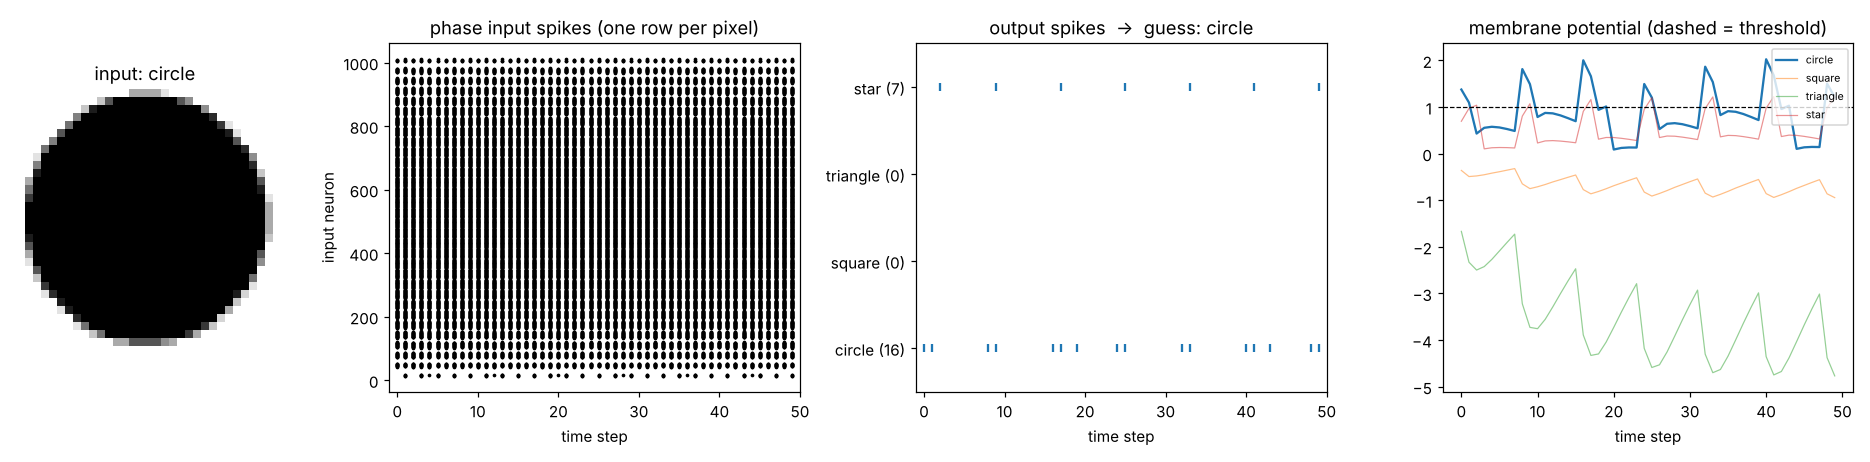 input: circle
phase input spikes (one row per pixel)
input neuron
1000
800
600
400
200
0
0 10 20 30 40 50
time step
output spikes → guess: circle
star (7)
triangle (0)
square (0)
circle (16)
0 10 20 30 40 50
time step
membrane potential (dashed = threshold)
circle
square
triangle
star
2
1
0
−1
−2
−3
−4
−5
0 10 20 30 40 50
time step